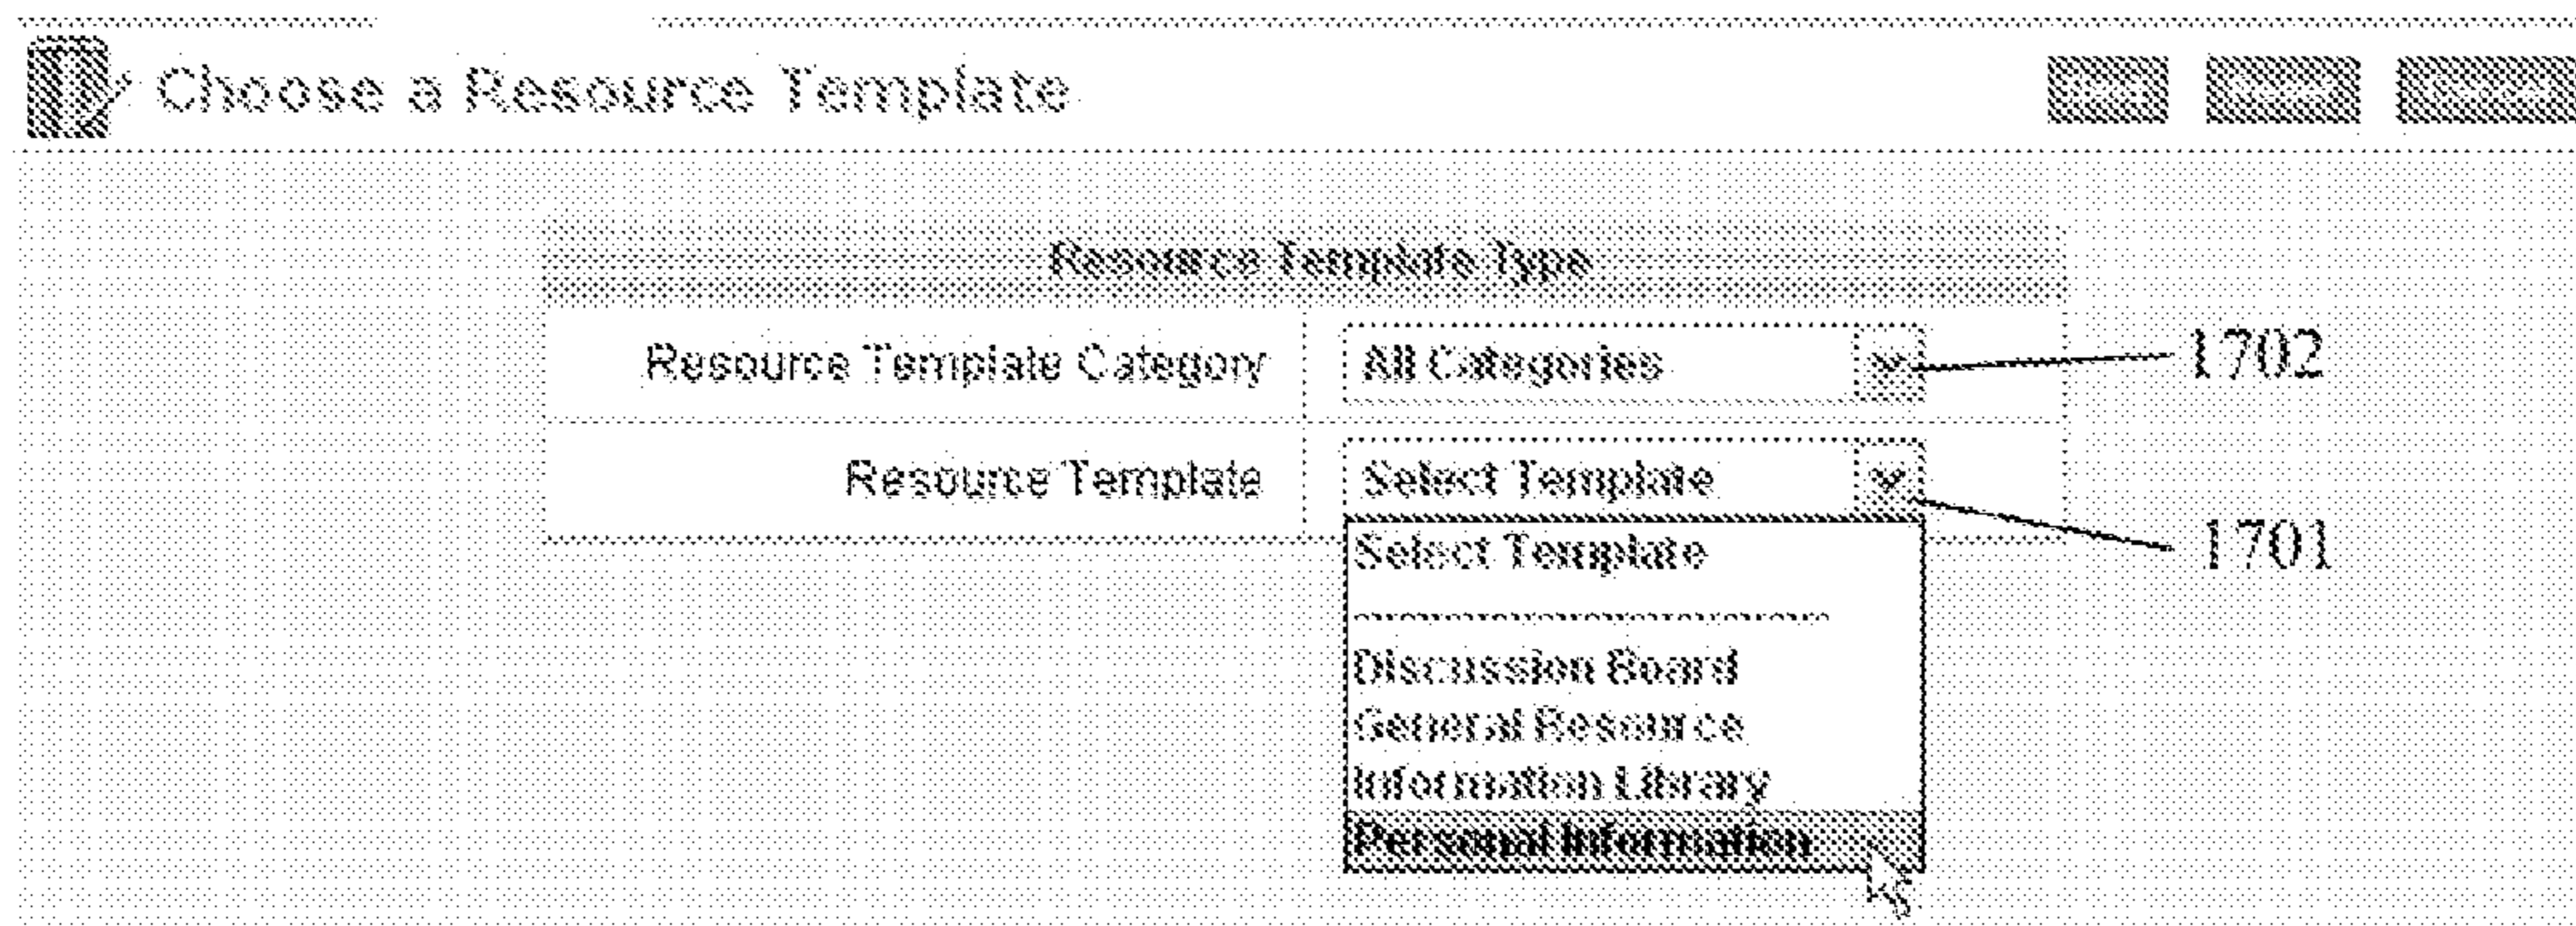 Choose a Resource Template
Resource Template Type
Resource Template Category All Categories 1702
Resource Template Select Template 1701
Select Template
--------------------------------
Discussion Board
General Resource
Information Library
Personal Information